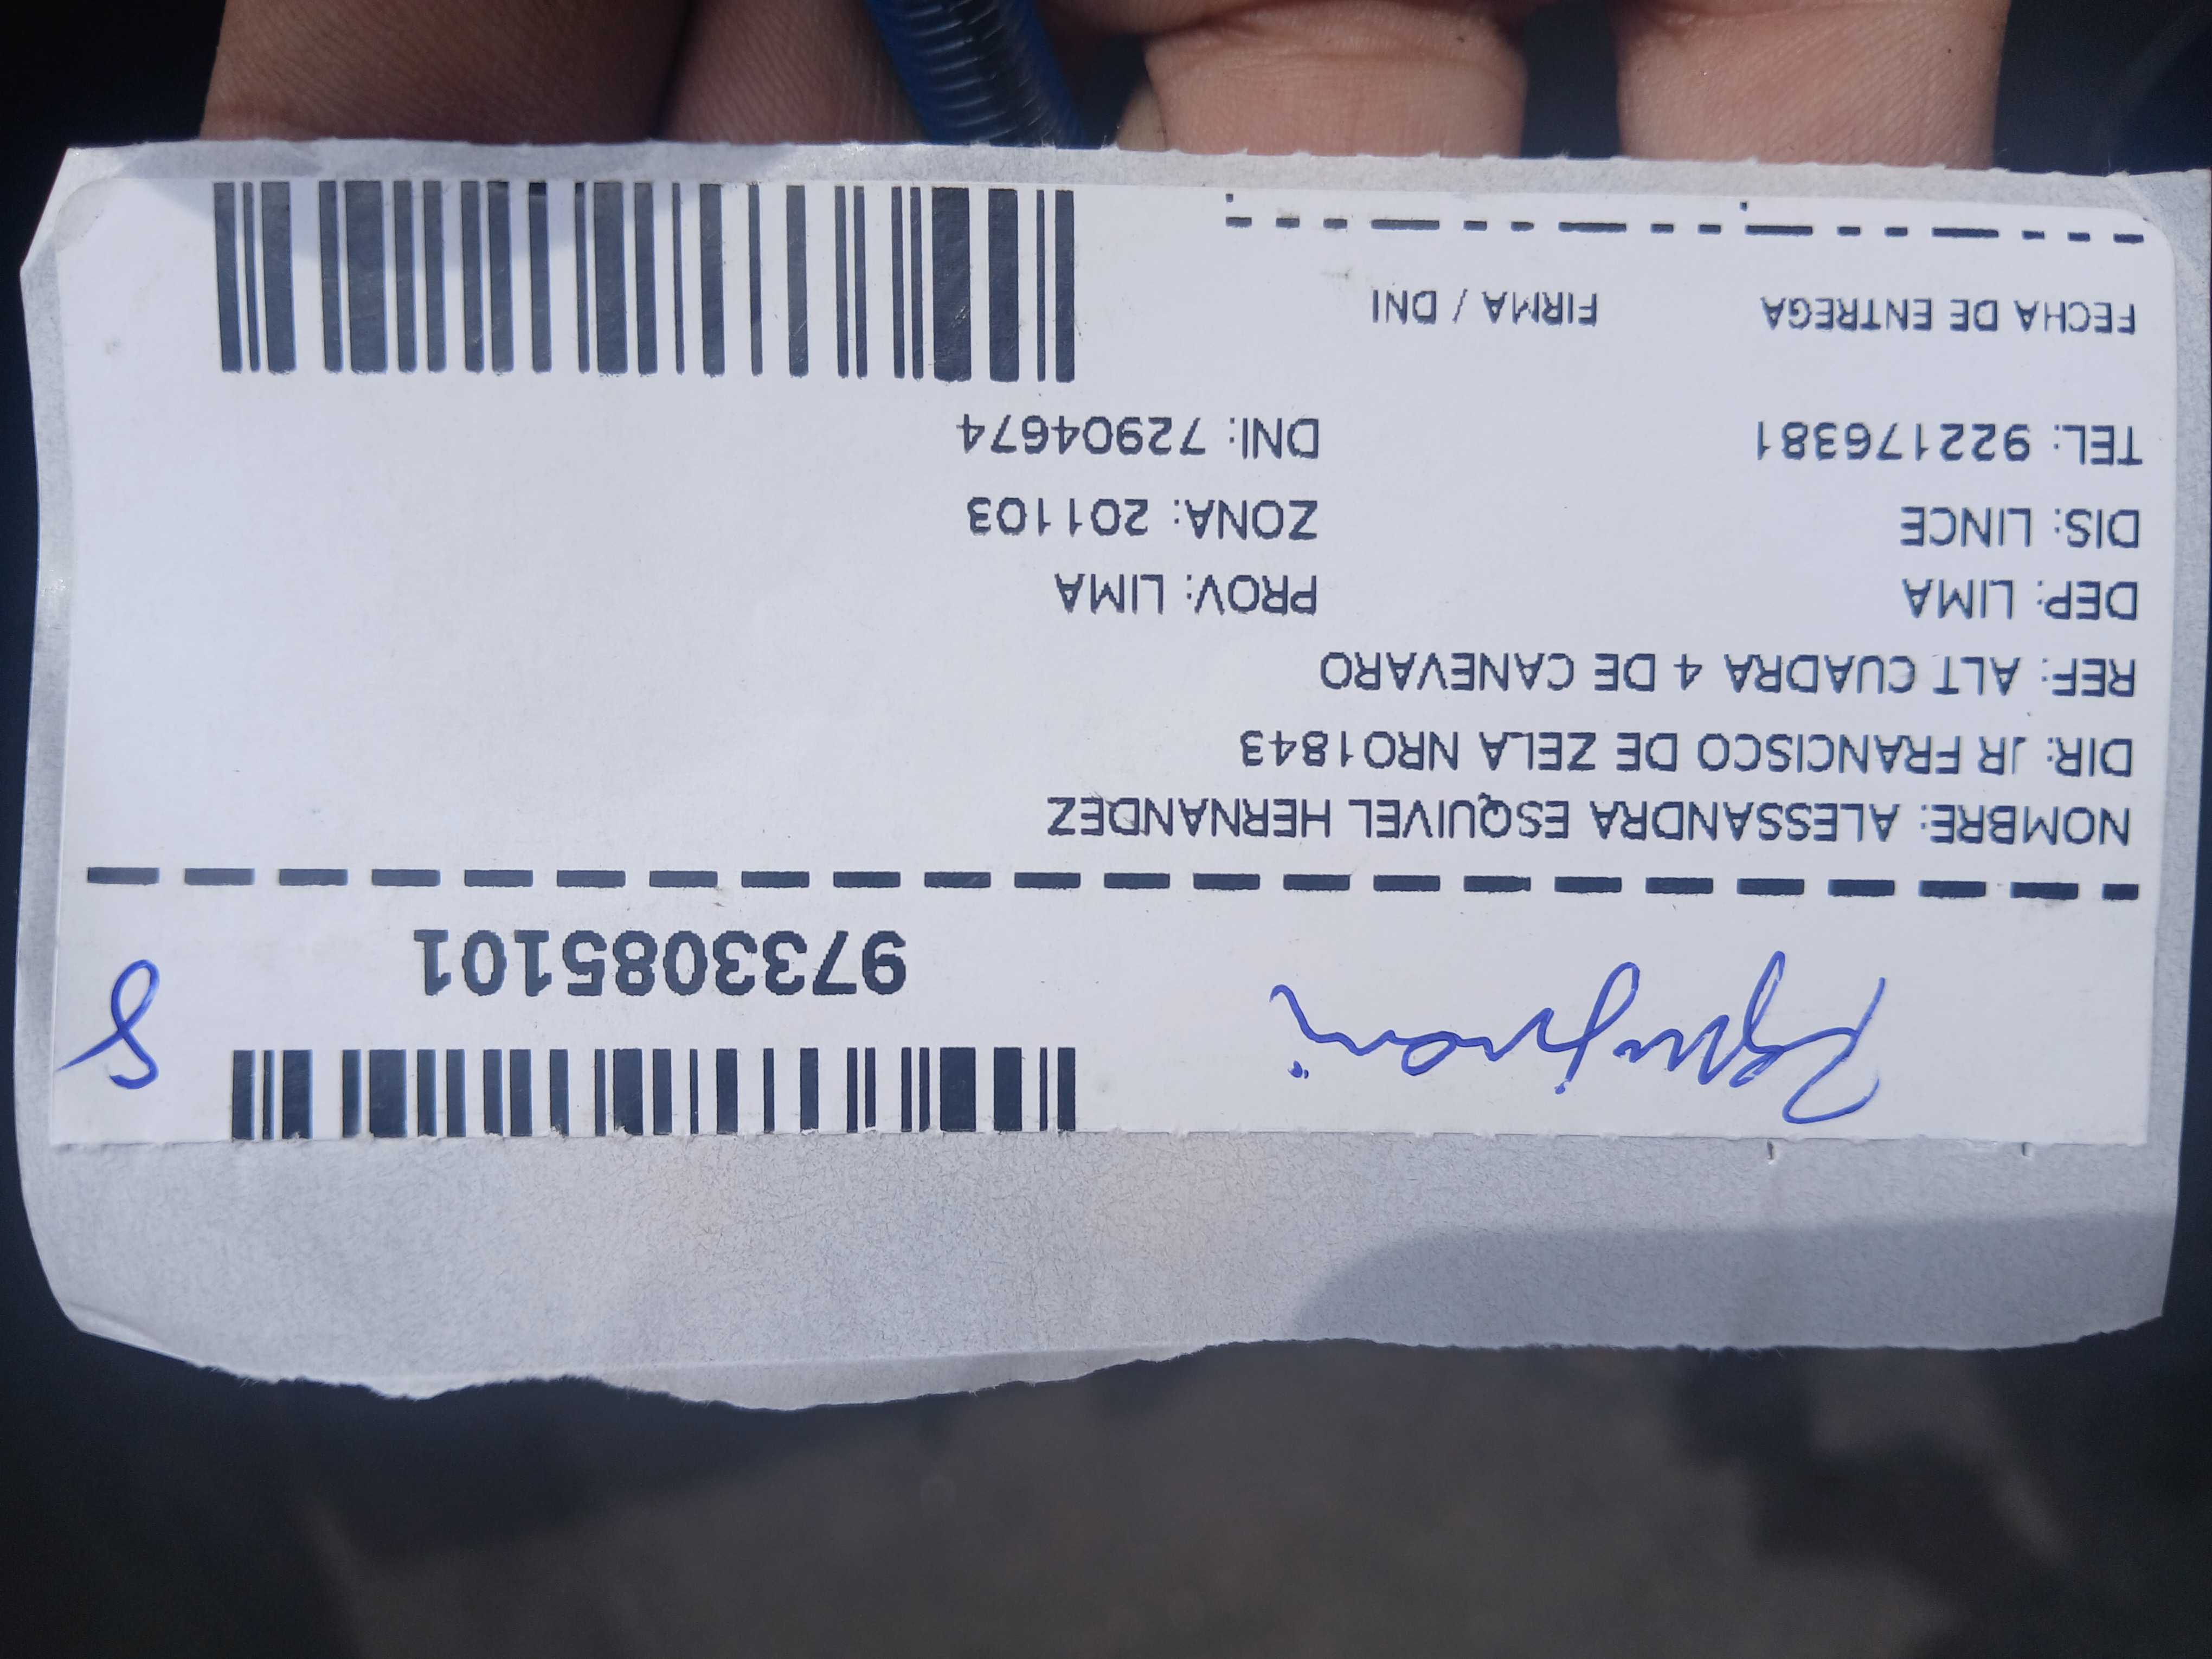 9733085101
8
NOMBRE: ALESSANDRA ESQUIVEL HERNANDEZ
DIR: JR FRANCISCO DE ZELA NRO1843
REF: ALT CUADRA 4 DE CANEVARO
DEP: LIMA PROV: LIMA
DIS: LINCE ZONA: 201103
TEL: 922176381 DNI: 72904674
FECHA DE ENTREGA FIRMA / DNI